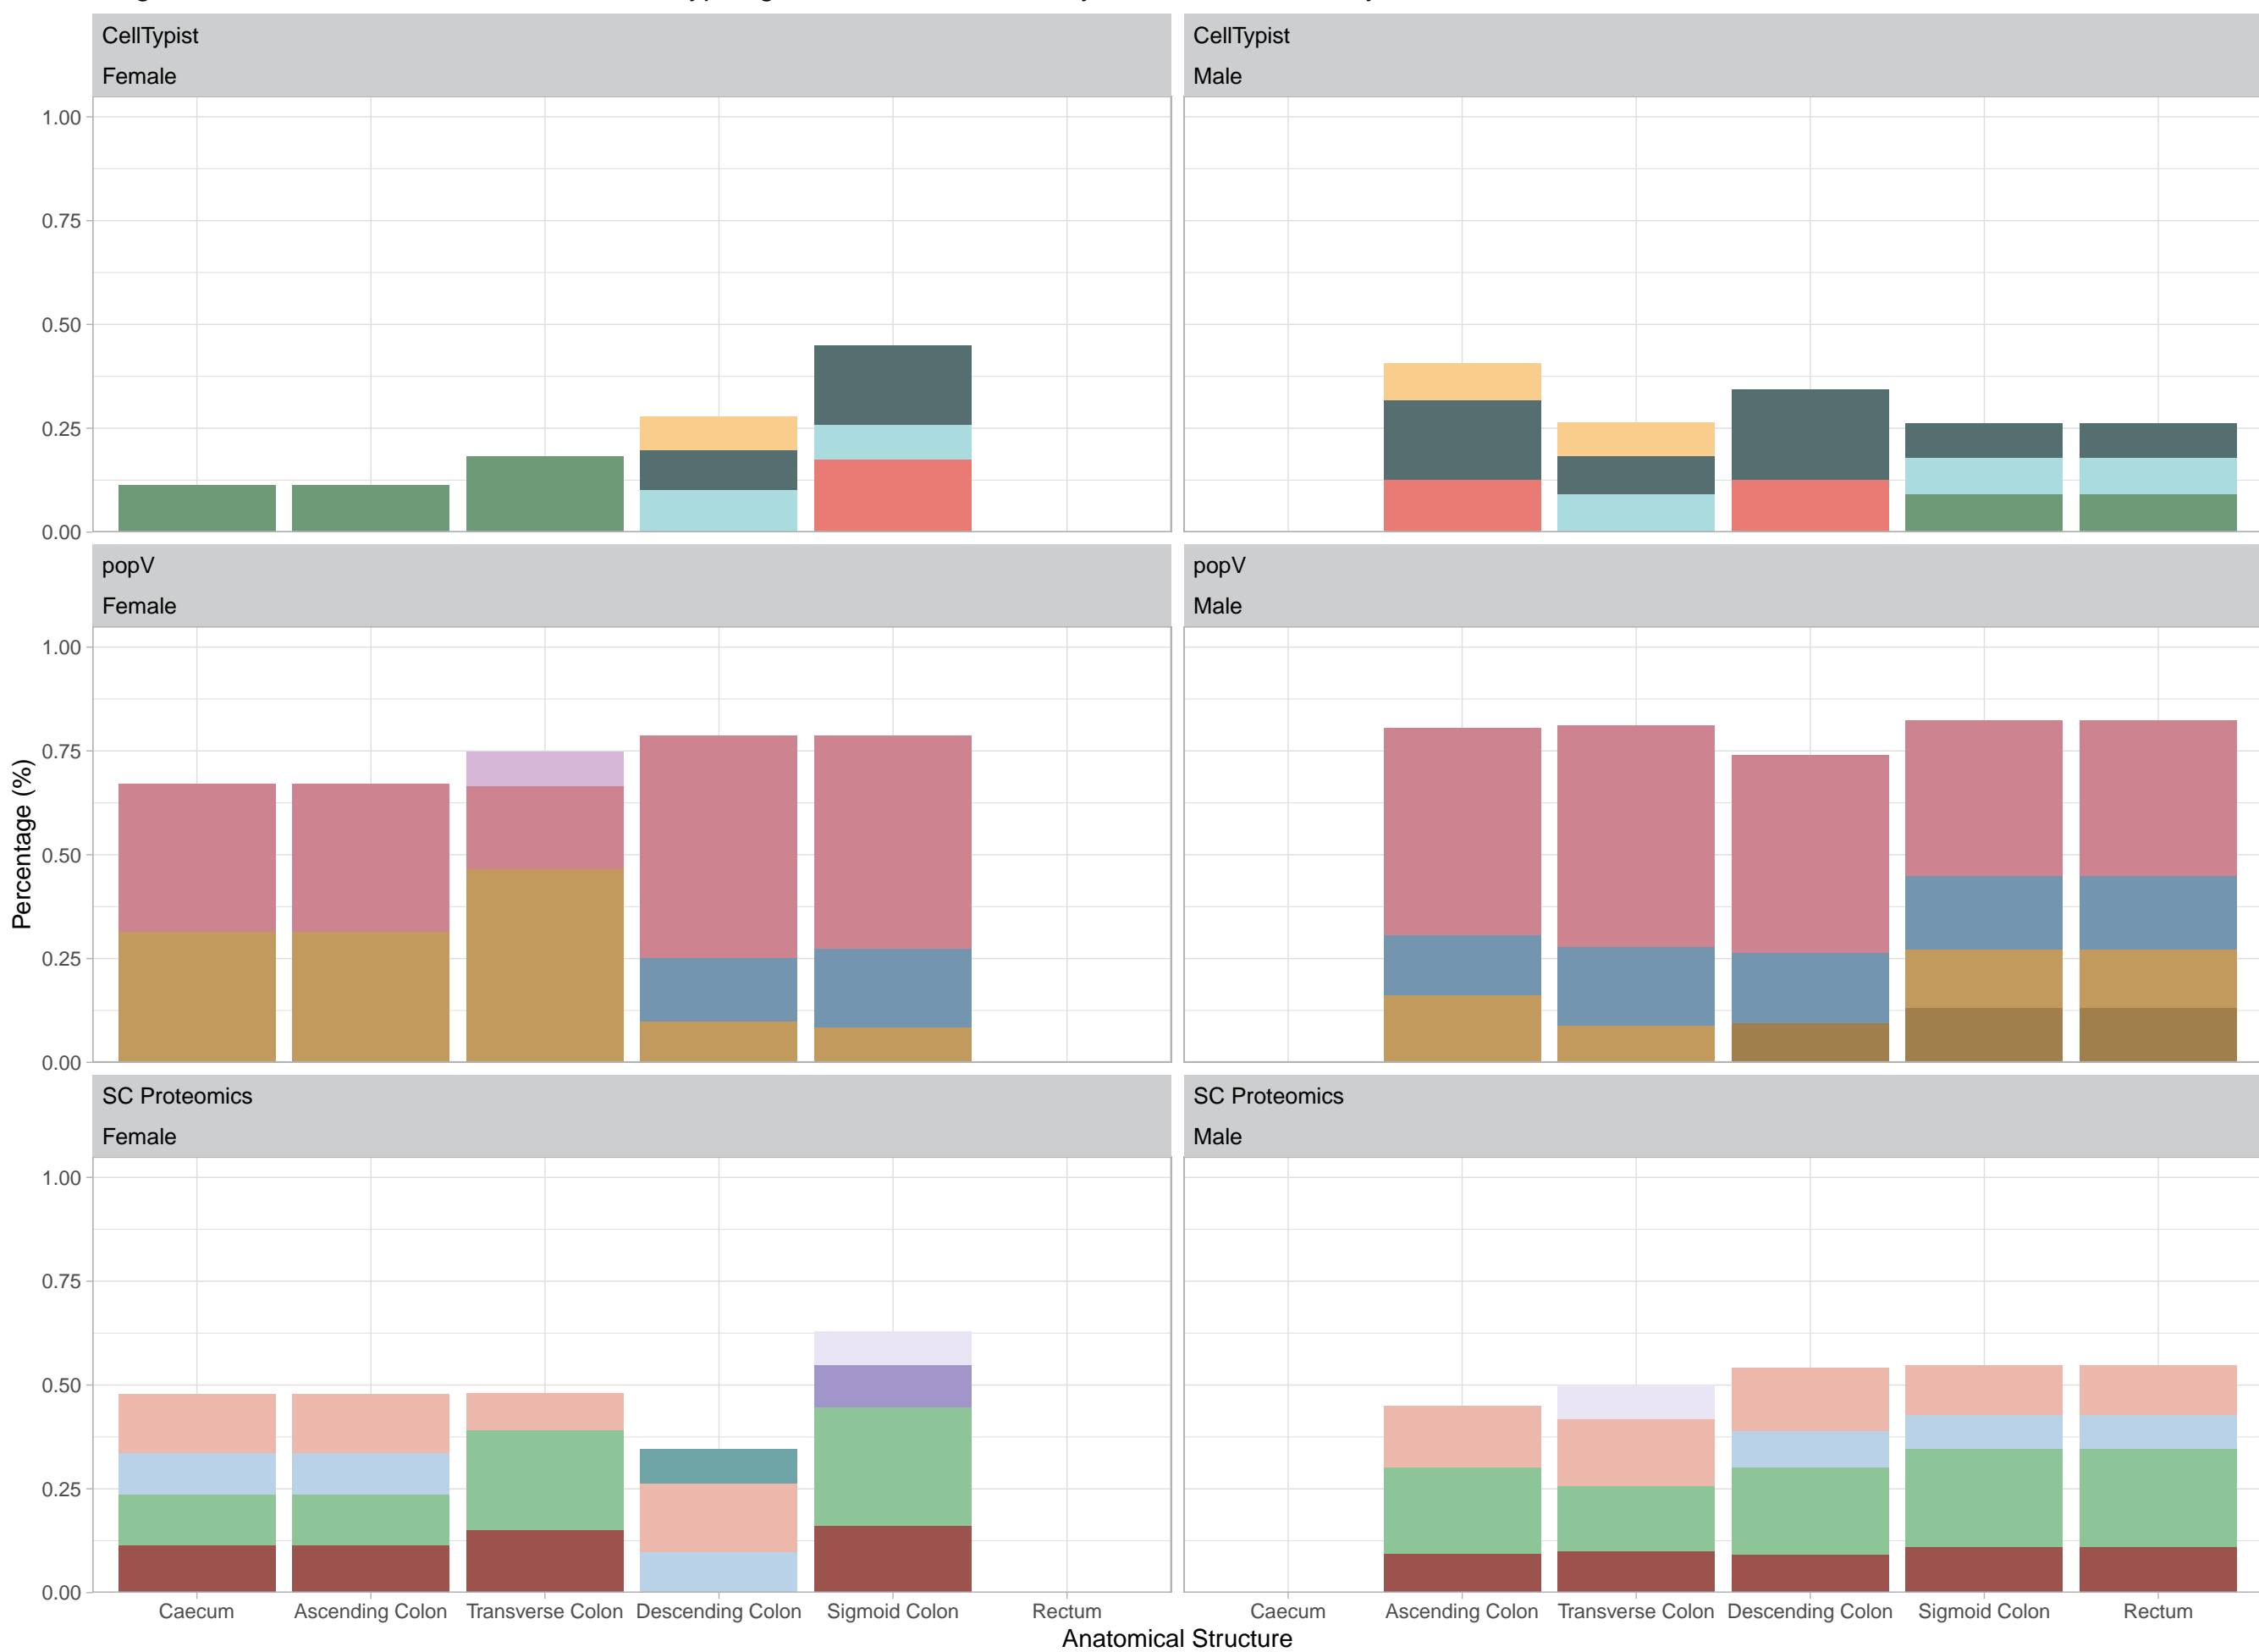 CellTypist
Female
CellTypist
Male
1.00
0.75
0.50
0.25
0.00
popV
Female
popV
Male
1.00
0.75
0.50
0.25
0.00
Percentage (%)
SC Proteomics
Female
SC Proteomics
Male
1.00
0.75
0.50
0.25
0.00
Caecum
Ascending Colon
Transverse Colon
Descending Colon
Sigmoid Colon
Rectum
Caecum
Ascending Colon
Transverse Colon
Descending Colon
Sigmoid Colon
Rectum
Anatomical Structure